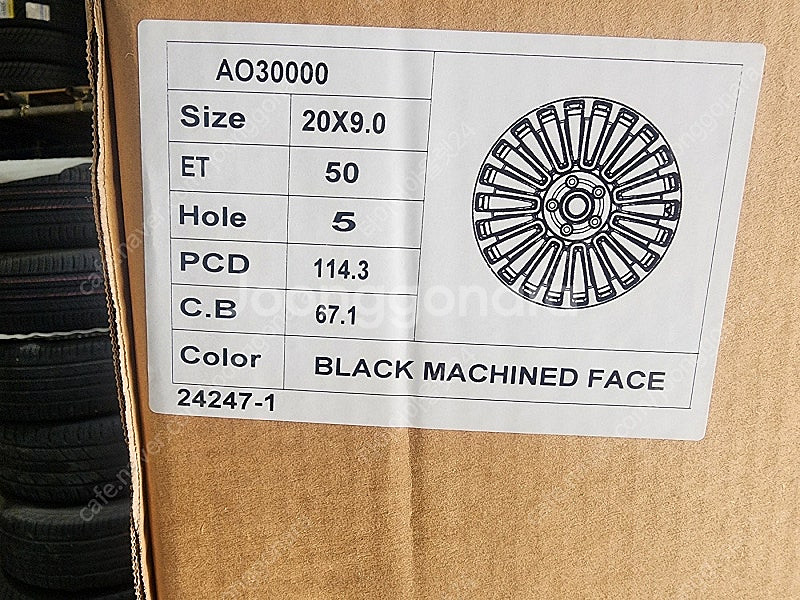 AO30000
Size 20X9.0
ET 50
Hole 5
PCD 114.3
C.B 67.1
Color BLACK MACHINED FACE
24247-1
Joonggonara